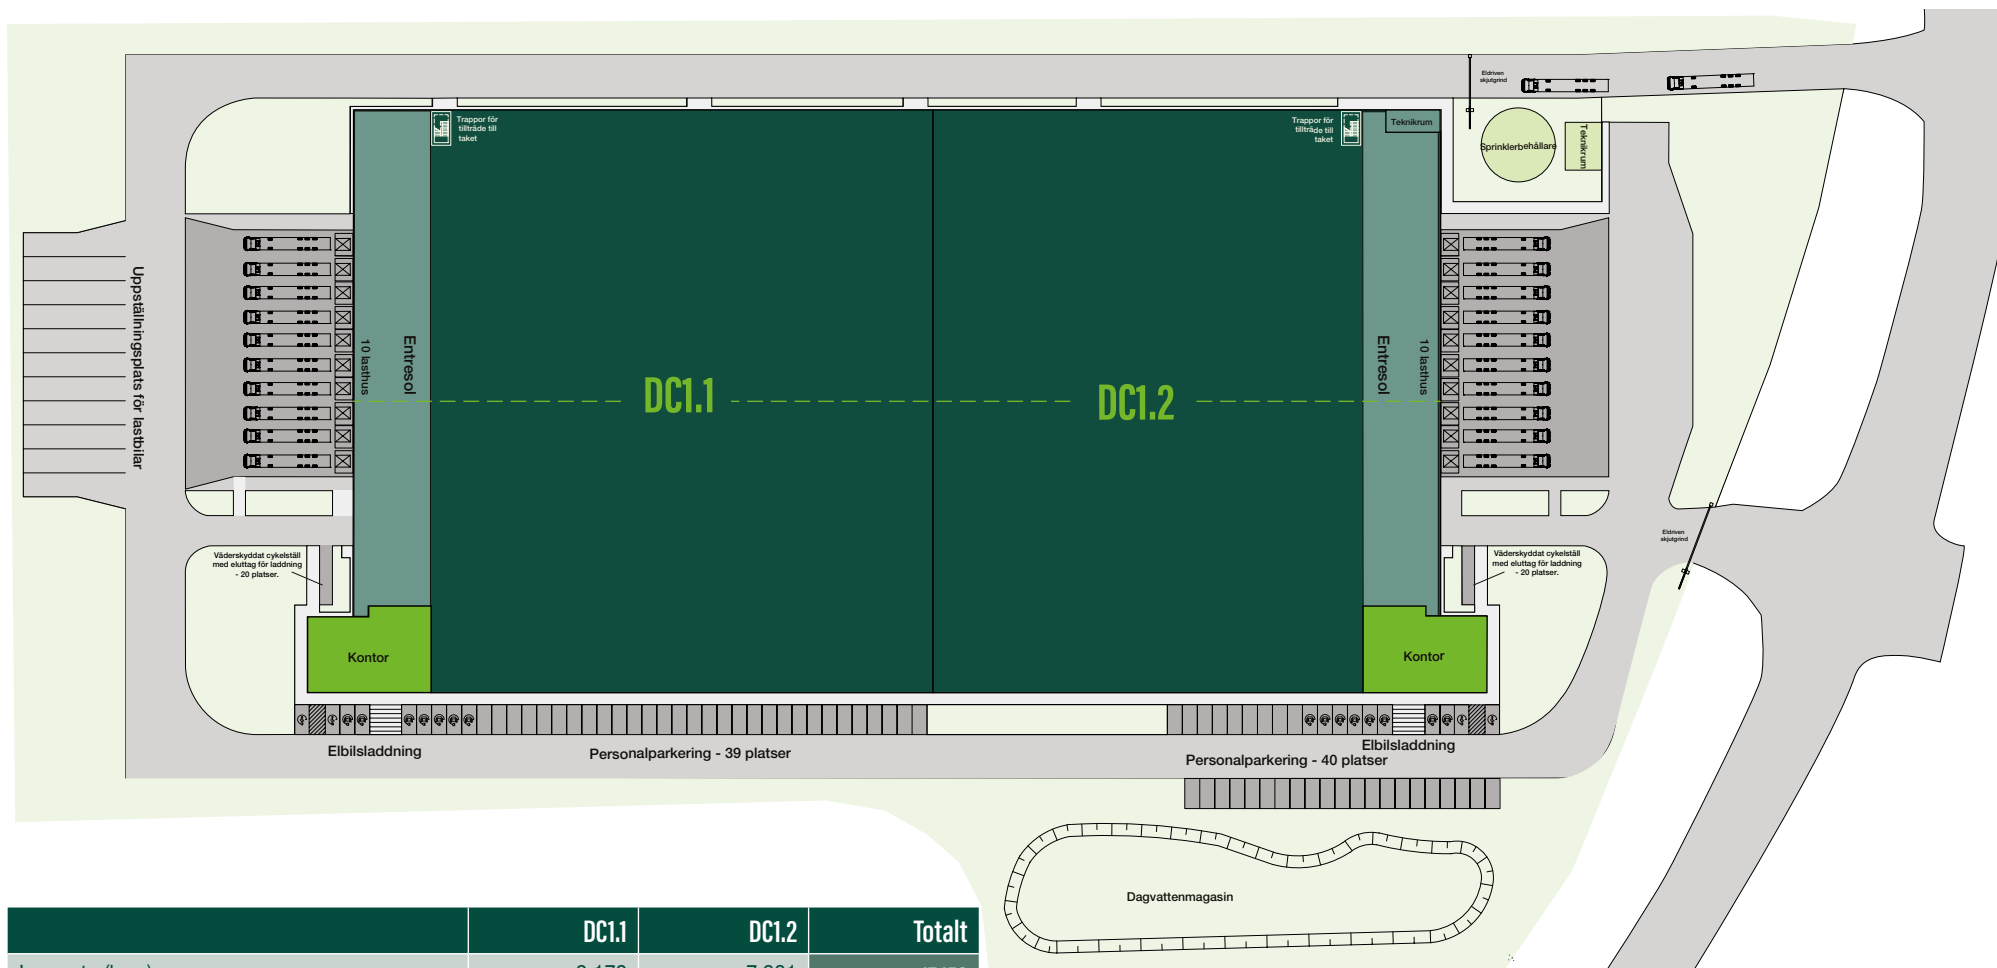 Eldriven
skjutgrind
Trappor för
tillträde till
taket
Trappor för
tillträde till
taket
Teknikrum
Sprinklerbehållare
Teknikrum
Uppställningsplats för lastbilar
10 lasthus
Entresol
DC1.1
DC1.2
Entresol
10 lasthus
Väderskyddat cykelställ
med eluttag för laddning
- 20 platser.
Väderskyddat cykelställ
med eluttag för laddning
- 20 platser.
Eldriven
skjutgrind
Kontor
Kontor
Elbilsladdning
Personalparkering - 39 platser
Elbilsladdning
Personalparkering - 40 platser
Dagvattenmagasin
DC1.1 DC1.2 Totalt